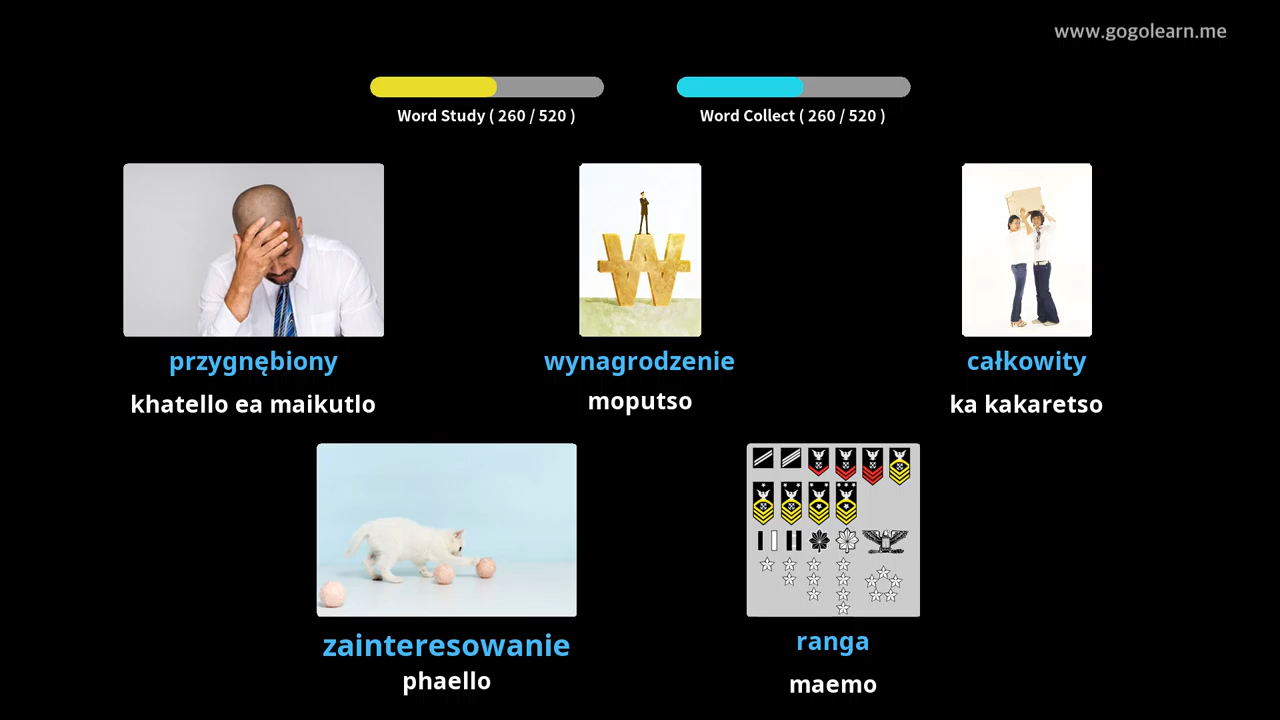 www.gogolearn.me
Word Study ( 260 / 520 )
Word Collect ( 260 / 520 )
przygnębiony
khatello ea maikutlo
wynagrodzenie
moputso
całkowity
ka kakaretso
zainteresowanie
phaello
ranga
maemo